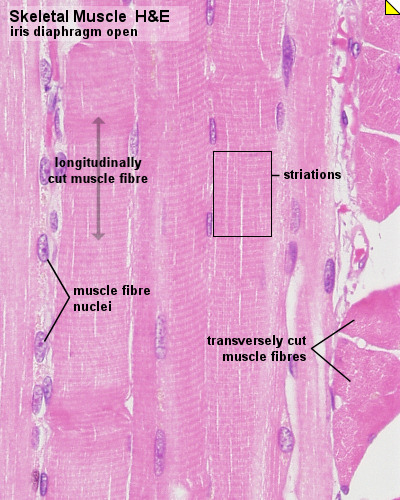 Skeletal Muscle H&E
iris diaphragm open
longitudinally
cut muscle fibre
striations
muscle fibre
nuclei
transversely cut
muscle fibres